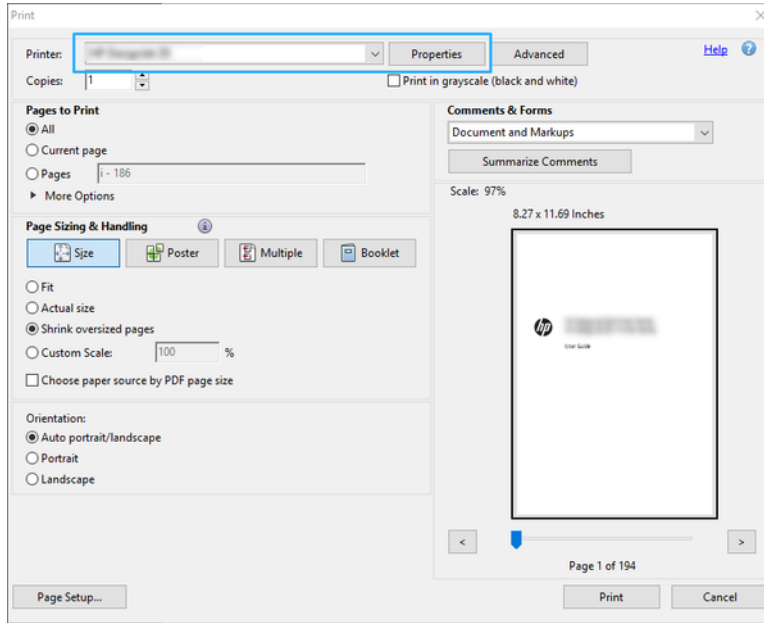 Print
Printer: Properties Advanced Help ?
Copies: 1 Print in grayscale (black and white)
Pages to Print
All
Current page
Pages i - 186
More Options
Page Sizing & Handling i
Size Poster Multiple Booklet
Fit
Actual size
Shrink oversized pages
Custom Scale: 100 %
Choose paper source by PDF page size
Orientation:
Auto portrait/landscape
Portrait
Landscape
Comments & Forms
Document and Markups
Summarize Comments
Scale: 97%
8.27 x 11.69 Inches
hp
User Guide
< >
Page 1 of 194
Page Setup... Print Cancel